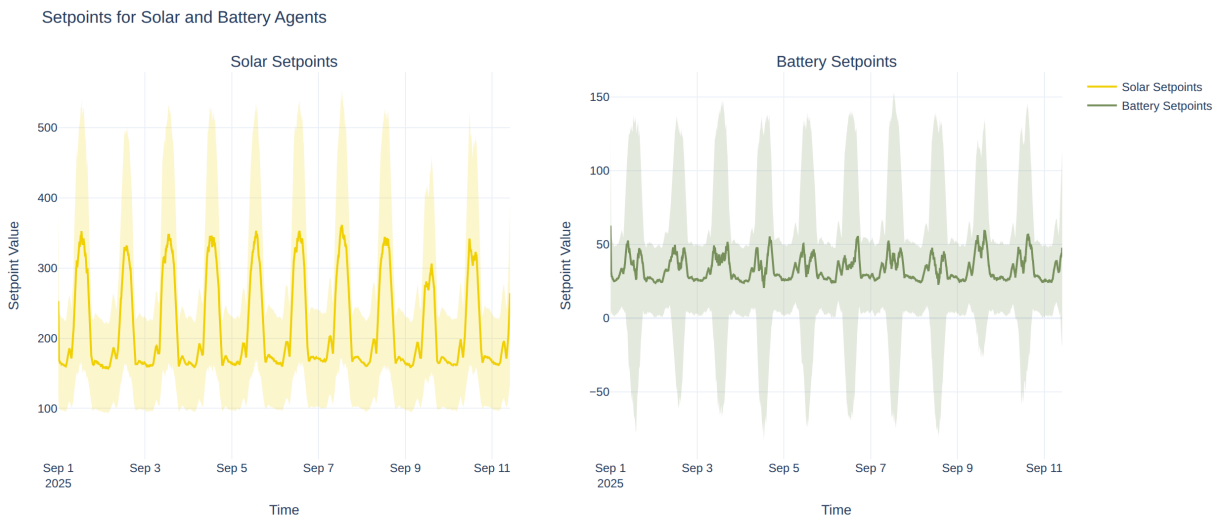 Setpoints for Solar and Battery Agents
Solar Setpoints
Setpoint Value
500
400
300
200
100
Sep 1
2025
Sep 3
Sep 5
Sep 7
Sep 9
Sep 11
Time
Battery Setpoints
Setpoint Value
150
100
50
0
−50
Sep 1
2025
Sep 3
Sep 5
Sep 7
Sep 9
Sep 11
Time
Solar Setpoints
Battery Setpoints